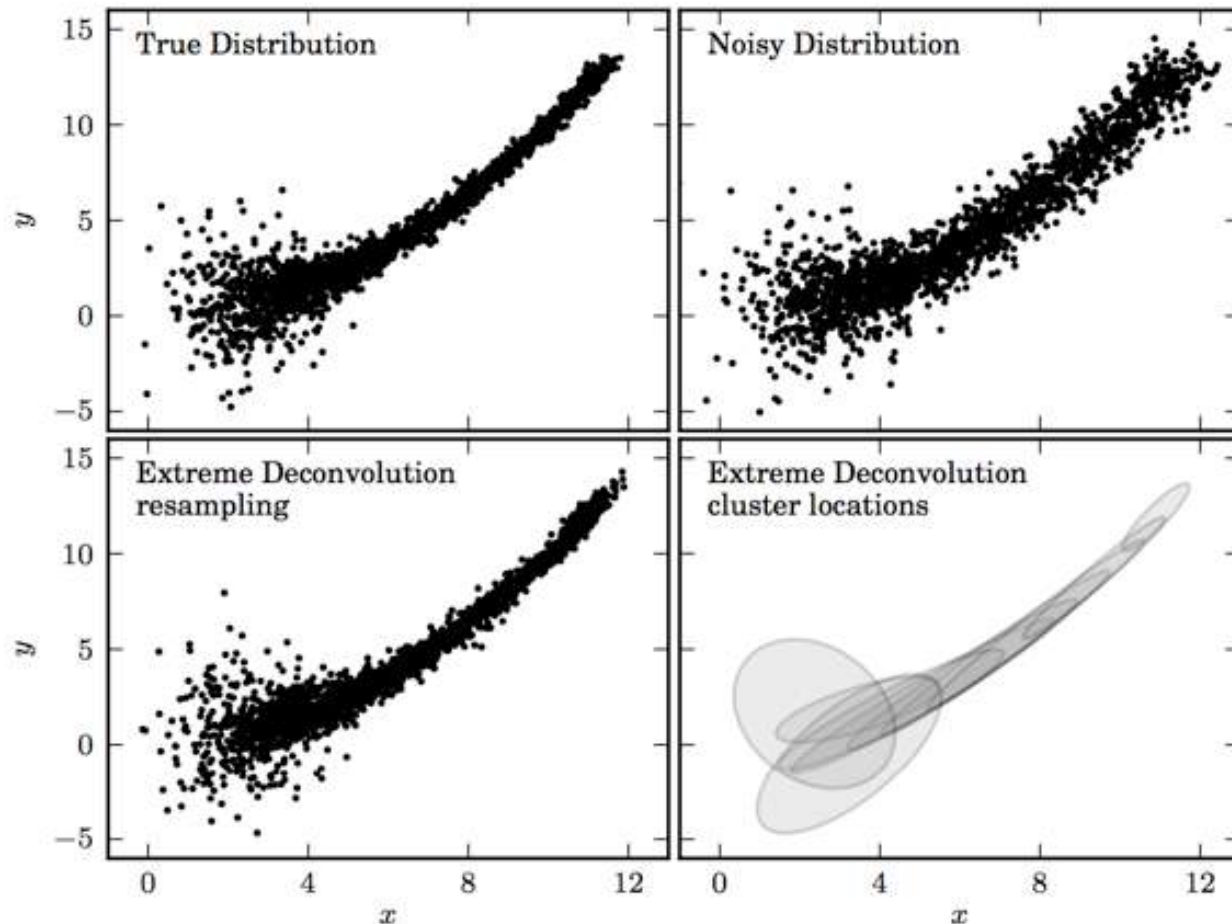 15
10
5
0
−5
y
True Distribution
Noisy Distribution
15
10
5
0
−5
y
Extreme Deconvolution
resampling
Extreme Deconvolution
cluster locations
0
4
8
12
x
0
4
8
12
x